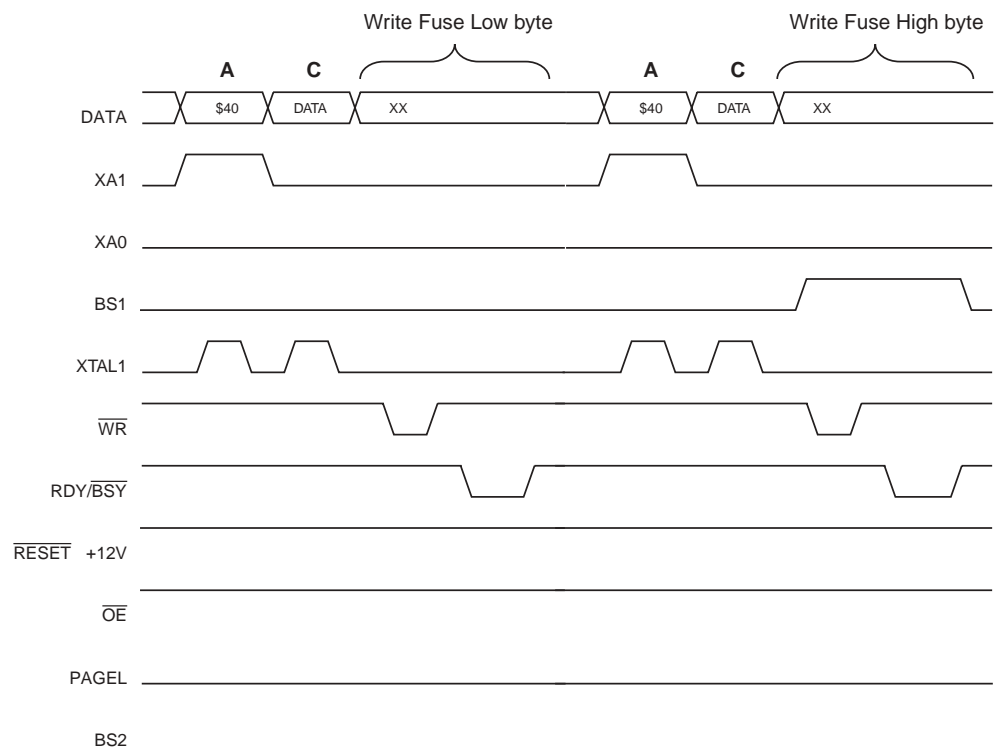 Write Fuse Low byte Write Fuse High byte
A C A C
DATA $40 DATA XX $40 DATA XX
XA1
XA0
BS1
XTAL1
WR
RDY/BSY
RESET +12V
OE
PAGEL
BS2